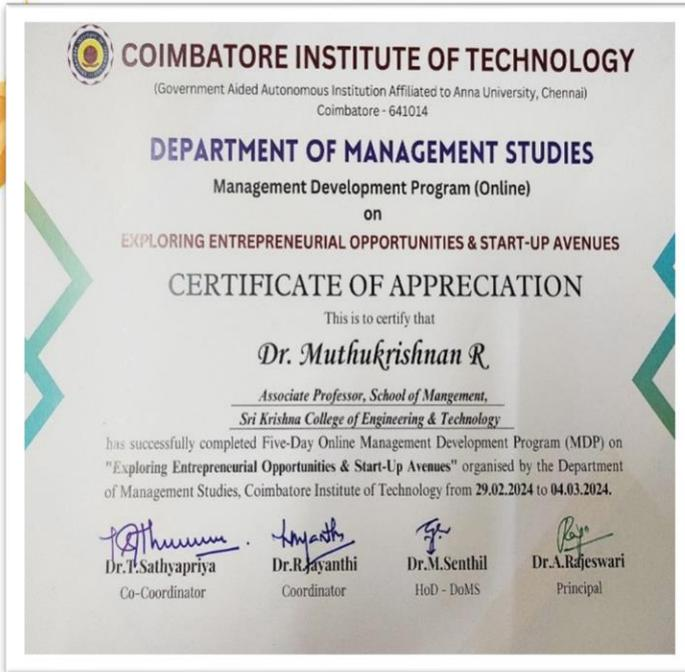 COIMBATORE INSTITUTE OF TECHNOLOGY
(Government Aided Autonomous Institution Affiliated to Anna University, Chennai)
Coimbatore - 641014
DEPARTMENT OF MANAGEMENT STUDIES
Management Development Program (Online)
on
EXPLORING ENTREPRENEURIAL OPPORTUNITIES & START-UP AVENUES
CERTIFICATE OF APPRECIATION
This is to certify that
Dr. Muthukrishnan R
Associate Professor, School of Mangement,
Sri Krishna College of Engineering & Technology
has successfully completed Five-Day Online Management Development Program (MDP) on
"Exploring Entrepreneurial Opportunities & Start-Up Avenues" organised by the Department
of Management Studies, Coimbatore Institute of Technology from 29.02.2024 to 04.03.2024.
Dr.T.Sathyapriya Dr.R.Jayanthi Dr.M.Senthil Dr.A.Rajeswari
Co-Coordinator Coordinator HoD - DoMS Principal